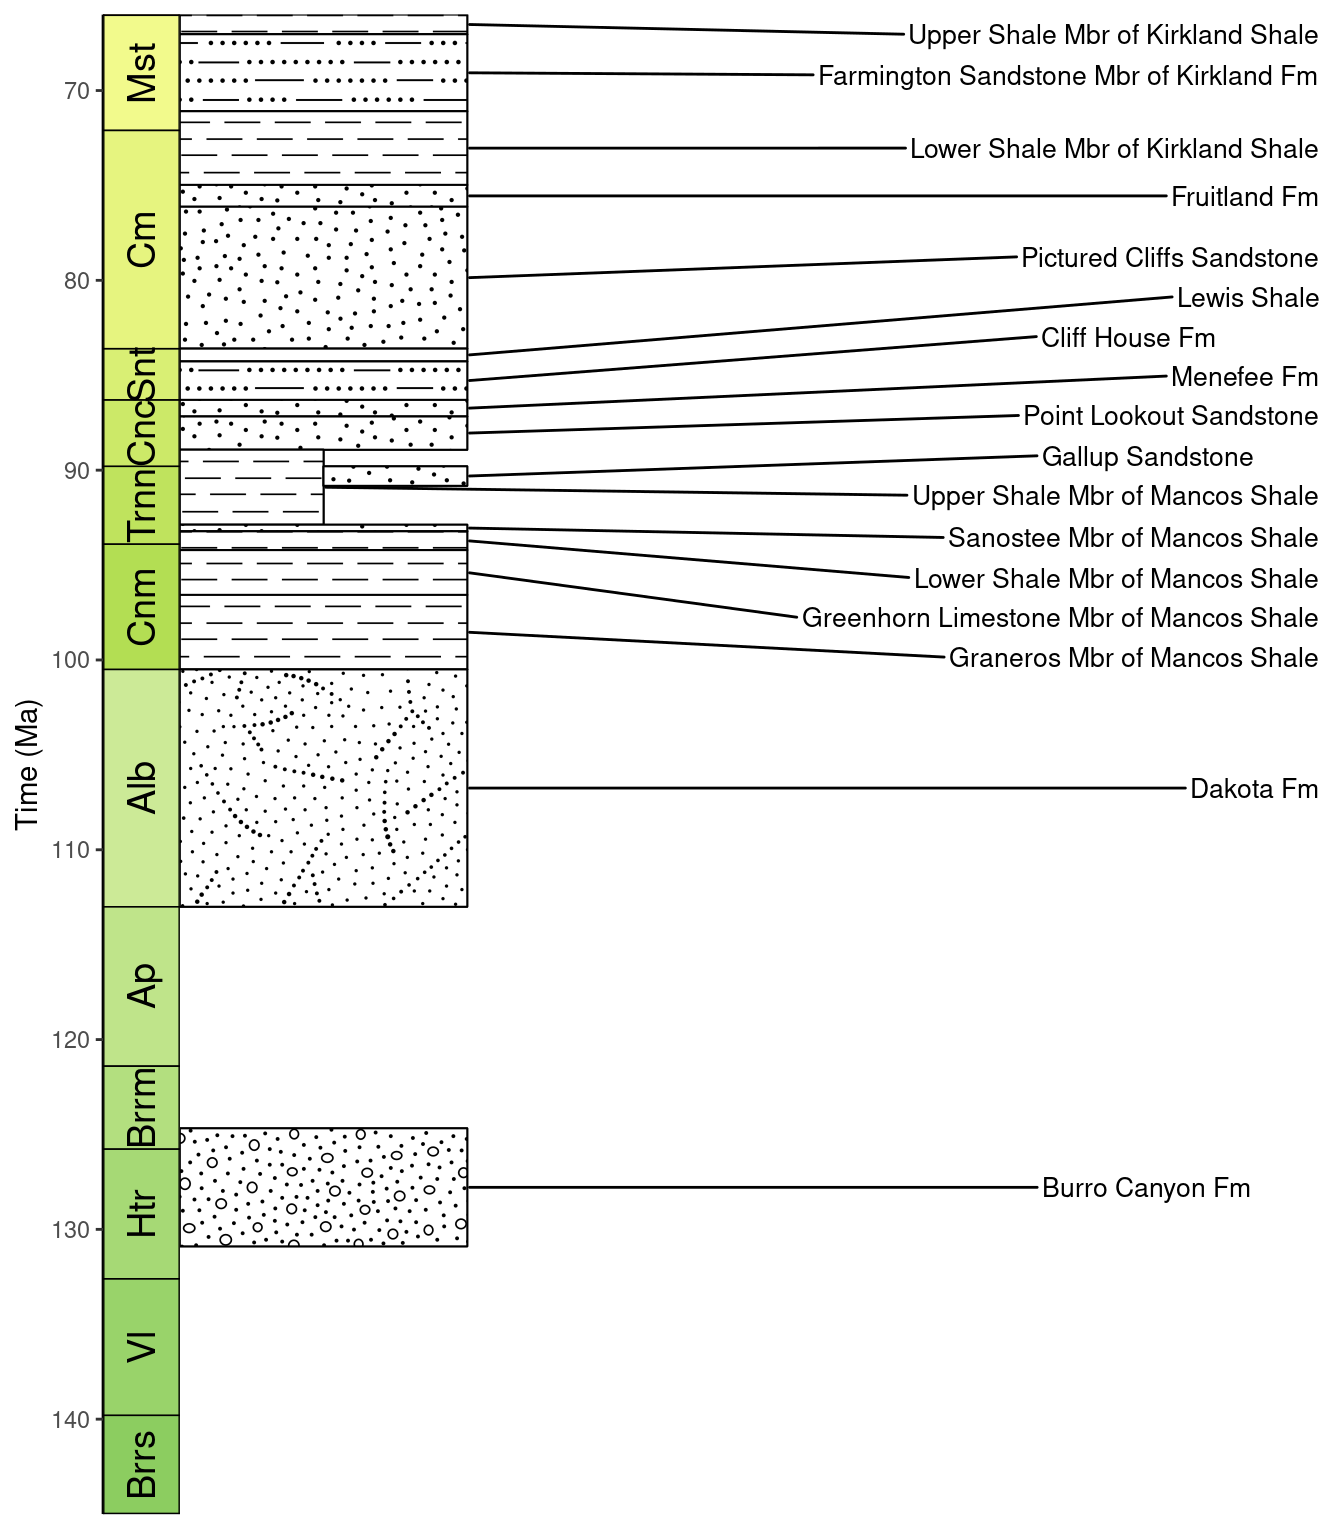 Time (Ma)
70
80
90
100
110
120
130
140
Mst
Cm
Snt
Cnc
Trnn
Cnm
Alb
Ap
Brrm
Htr
Vl
Brrs
Upper Shale Mbr of Kirkland Shale
Farmington Sandstone Mbr of Kirkland Fm
Lower Shale Mbr of Kirkland Shale
Fruitland Fm
Pictured Cliffs Sandstone
Lewis Shale
Cliff House Fm
Menefee Fm
Point Lookout Sandstone
Gallup Sandstone
Upper Shale Mbr of Mancos Shale
Sanostee Mbr of Mancos Shale
Lower Shale Mbr of Mancos Shale
Greenhorn Limestone Mbr of Mancos Shale
Graneros Mbr of Mancos Shale
Dakota Fm
Burro Canyon Fm